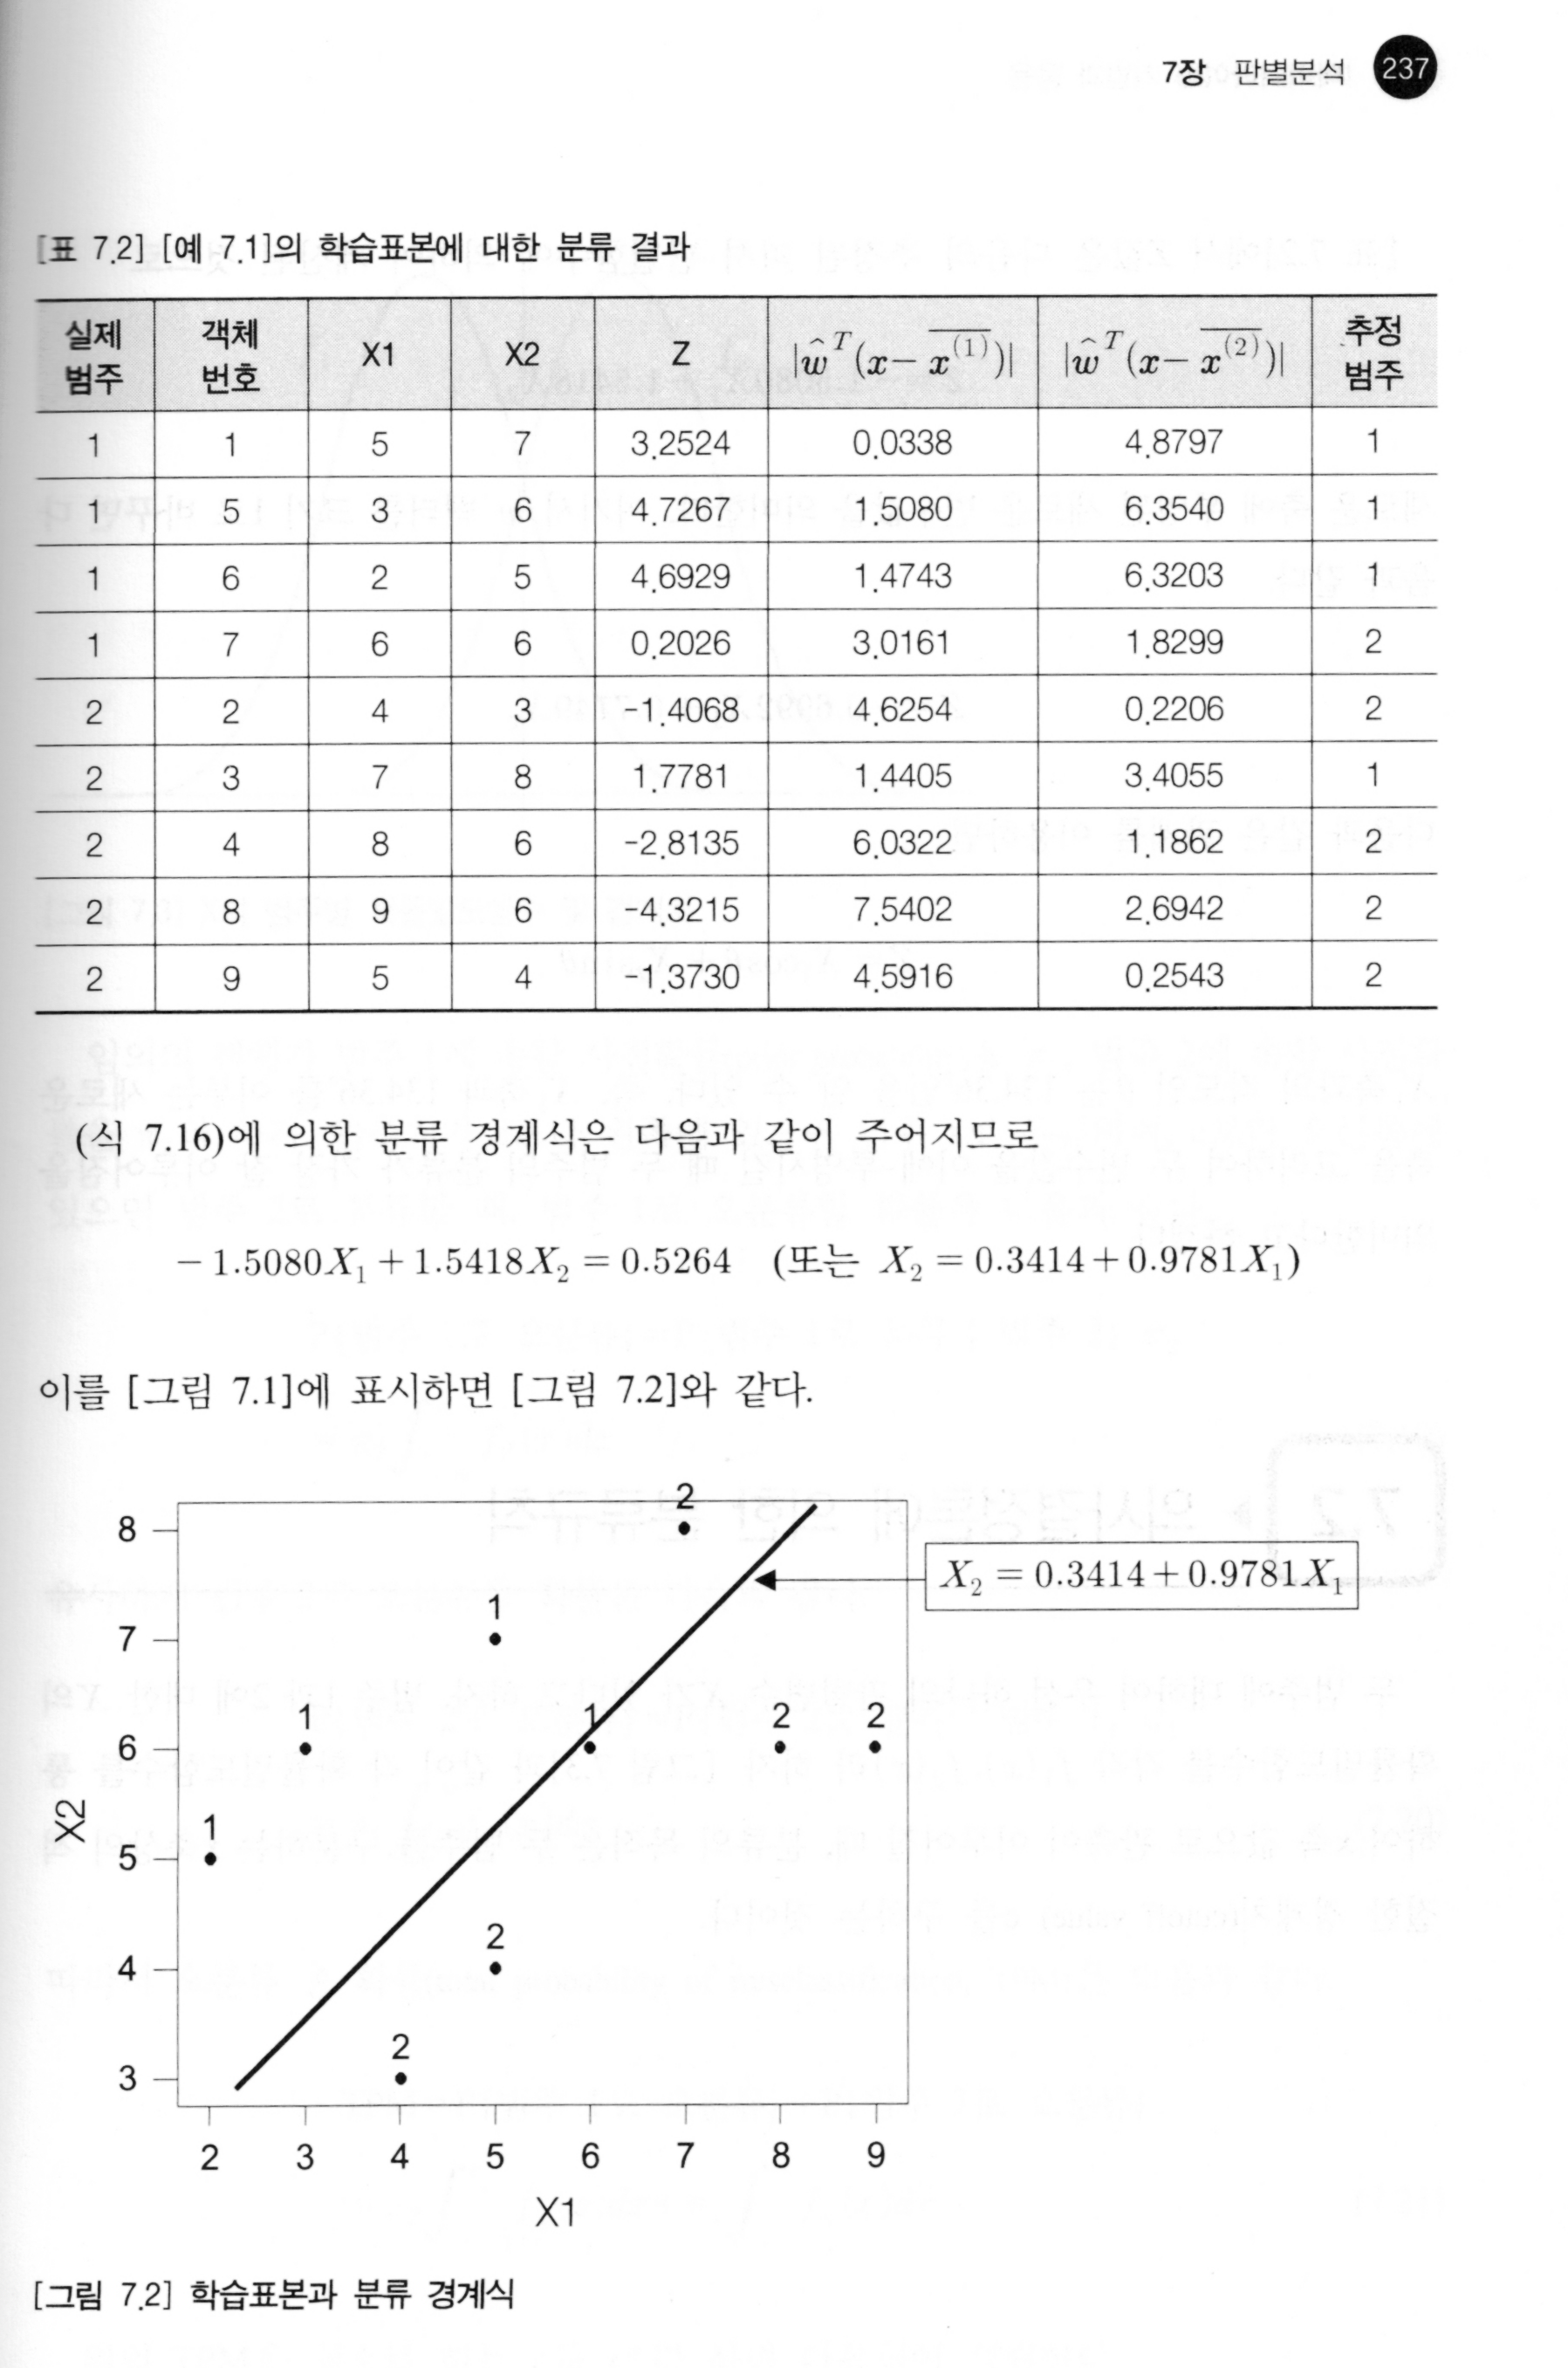 7장 판별분석 237
[표 7.2] [예 7.1]의 학습표본에 대한 분류 결과
실제 범주 객체 번호 X1 X2 Z |ŵᵀ(x− x̄⁽¹⁾)| |ŵᵀ(x− x̄⁽²⁾)| 추정 범주
1 1 5 7 3.2524 0.0338 4.8797 1
1 5 3 6 4.7267 1.5080 6.3540 1
1 6 2 5 4.6929 1.4743 6.3203 1
1 7 6 6 0.2026 3.0161 1.8299 2
2 2 4 3 -1.4068 4.6254 0.2206 2
2 3 7 8 1.7781 1.4405 3.4055 1
2 4 8 6 -2.8135 6.0322 1.1862 2
2 8 9 6 -4.3215 7.5402 2.6942 2
2 9 5 4 -1.3730 4.5916 0.2543 2
(식 7.16)에 의한 분류 경계식은 다음과 같이 주어지므로
− 1.5080X₁ + 1.5418X₂ = 0.5264 (또는 X₂ = 0.3414 + 0.9781X₁)
이를 [그림 7.1]에 표시하면 [그림 7.2]와 같다.
2
8
X₂ = 0.3414 + 0.9781X₁
1
7
1 1 2 2
6
X2
1
5
2
4
2
3
2 3 4 5 6 7 8 9
X1
[그림 7.2] 학습표본과 분류 경계식